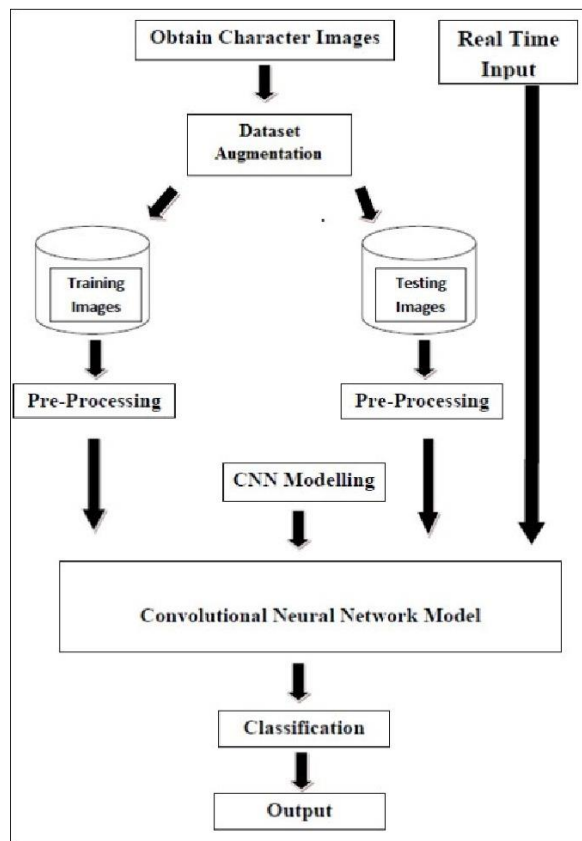 Obtain Character Images
Real Time
Input
Dataset
Augmentation
Training
Images
Testing
Images
Pre-Processing
Pre-Processing
CNN Modelling
Convolutional Neural Network Model
Classification
Output